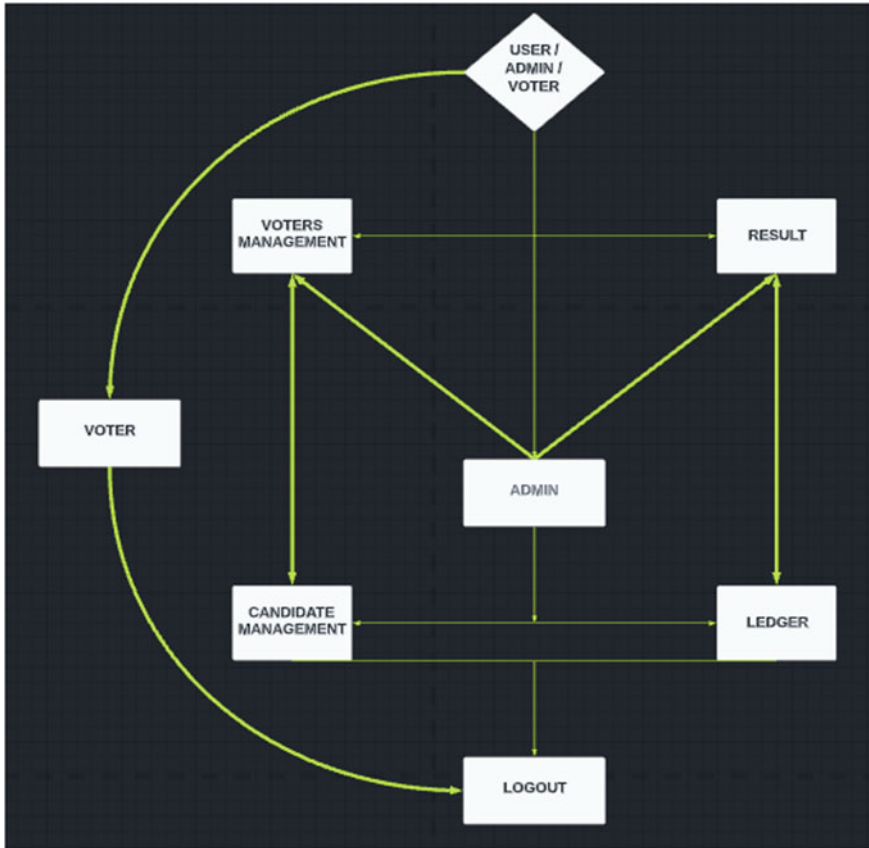 USER /
ADMIN /
VOTER
VOTERS
MANAGEMENT
RESULT
VOTER
ADMIN
CANDIDATE
MANAGEMENT
LEDGER
LOGOUT